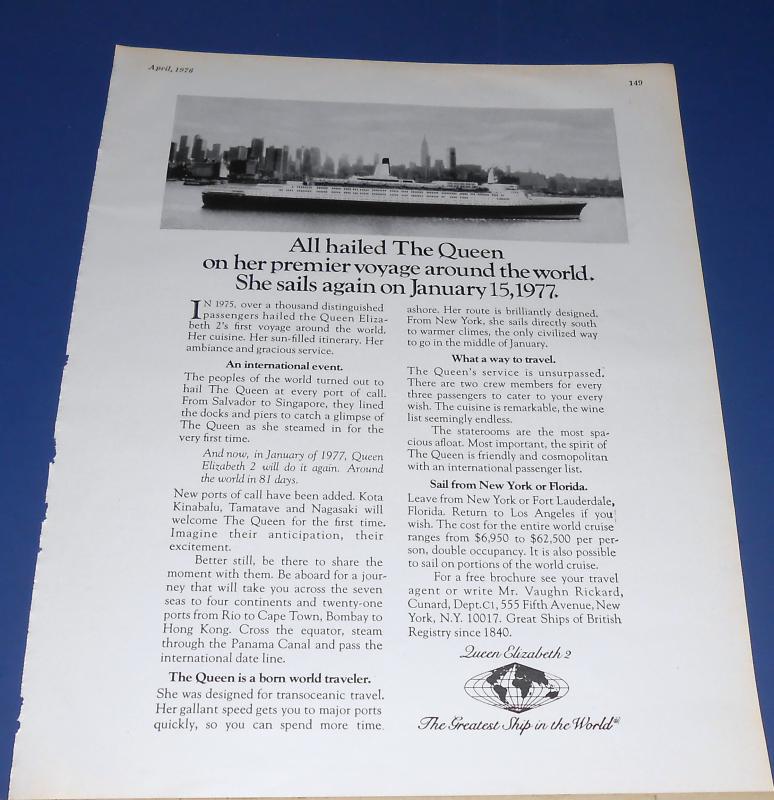 April, 1976
149
All hailed The Queen
on her premier voyage around the world.
She sails again on January 15, 1977.
IN 1975, over a thousand distinguished
passengers hailed the Queen Eliza-
beth 2's first voyage around the world.
Her cuisine. Her sun-filled itinerary. Her
ambiance and gracious service.
An international event.
The peoples of the world turned out to
hail The Queen at every port of call.
From Salvador to Singapore, they lined
the docks and piers to catch a glimpse of
The Queen as she steamed in for the
very first time.
And now, in January of 1977, Queen
Elizabeth 2 will do it again. Around
the world in 81 days.
New ports of call have been added. Kota
Kinabalu, Tamatave and Nagasaki will
welcome The Queen for the first time.
Imagine their anticipation, their
excitement.
Better still, be there to share the
moment with them. Be aboard for a jour-
ney that will take you across the seven
seas to four continents and twenty-one
ports from Rio to Cape Town, Bombay to
Hong Kong. Cross the equator, steam
through the Panama Canal and pass the
international date line.
The Queen is a born world traveler.
She was designed for transoceanic travel.
Her gallant speed gets you to major ports
quickly, so you can spend more time
ashore. Her route is brilliantly designed.
From New York, she sails directly south
to warmer climes, the only civilized way
to go in the middle of January.
What a way to travel.
The Queen's service is unsurpassed.
There are two crew members for every
three passengers to cater to your every
wish. The cuisine is remarkable, the wine
list seemingly endless.
The staterooms are the most spa-
cious afloat. Most important, the spirit of
The Queen is friendly and cosmopolitan
with an international passenger list.
Sail from New York or Florida.
Leave from New York or Fort Lauderdale,
Florida. Return to Los Angeles if you
wish. The cost for the entire world cruise
ranges from $6,950 to $62,500 per per-
son, double occupancy. It is also possible
to sail on portions of the world cruise.
For a free brochure see your travel
agent or write Mr. Vaughn Rickard,
Cunard, Dept.C1, 555 Fifth Avenue, New
York, N.Y. 10017. Great Ships of British
Registry since 1840.
Queen Elizabeth 2
The Greatest Ship in the World